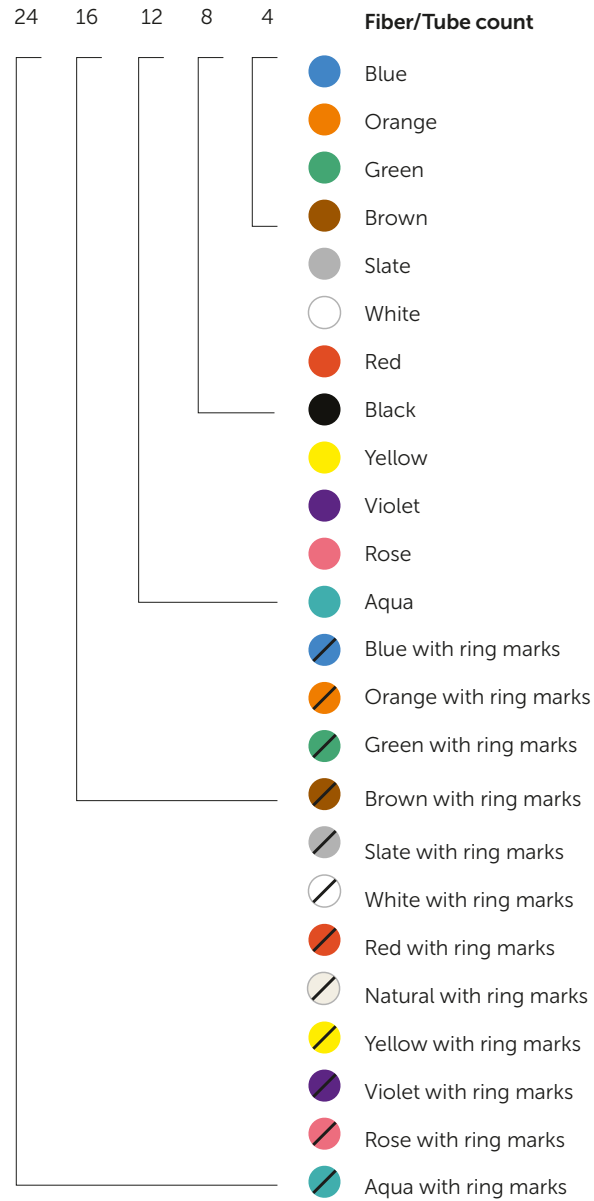 24 16 12 8 4 Fiber/Tube count
Blue
Orange
Green
Brown
Slate
White
Red
Black
Yellow
Violet
Rose
Aqua
Blue with ring marks
Orange with ring marks
Green with ring marks
Brown with ring marks
Slate with ring marks
White with ring marks
Red with ring marks
Natural with ring marks
Yellow with ring marks
Violet with ring marks
Rose with ring marks
Aqua with ring marks